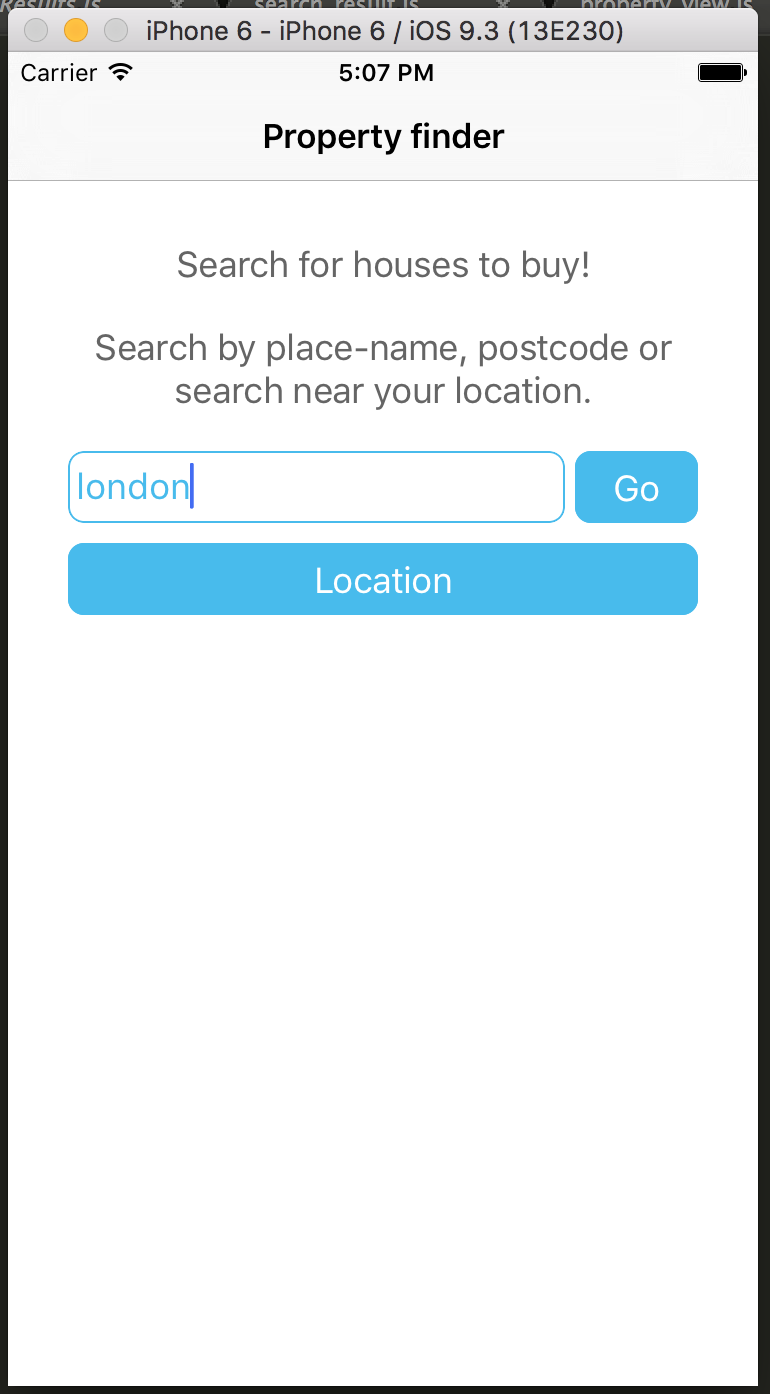 iPhone 6 - iPhone 6 / iOS 9.3 (13E230)
Carrier 5:07 PM
Property finder
Search for houses to buy!
Search by place-name, postcode or
search near your location.
london Go
Location